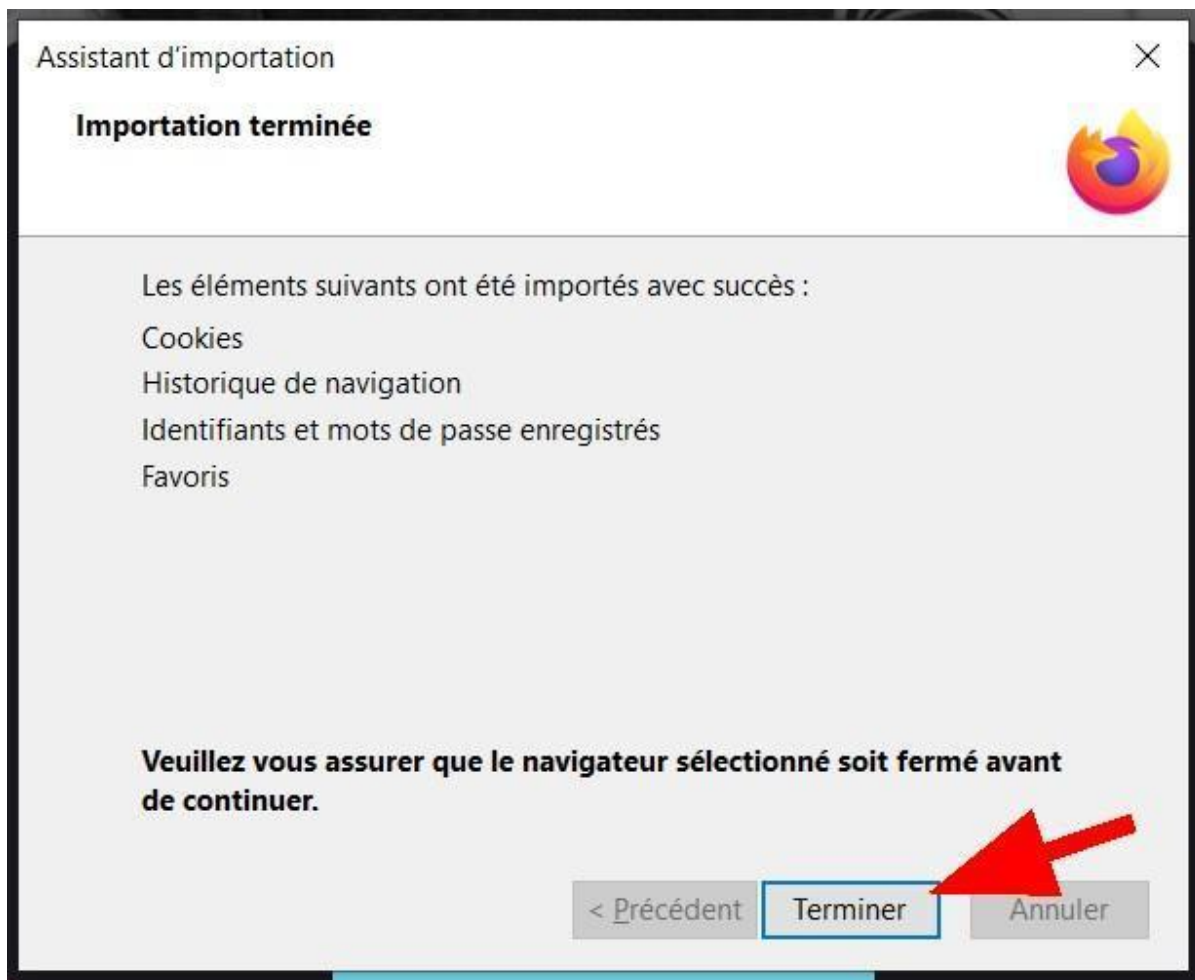 Assistant d'importation
Importation terminée
Les éléments suivants ont été importés avec succès :
Cookies
Historique de navigation
Identifiants et mots de passe enregistrés
Favoris
Veuillez vous assurer que le navigateur sélectionné soit fermé avant
de continuer.
< Précédent Terminer Annuler